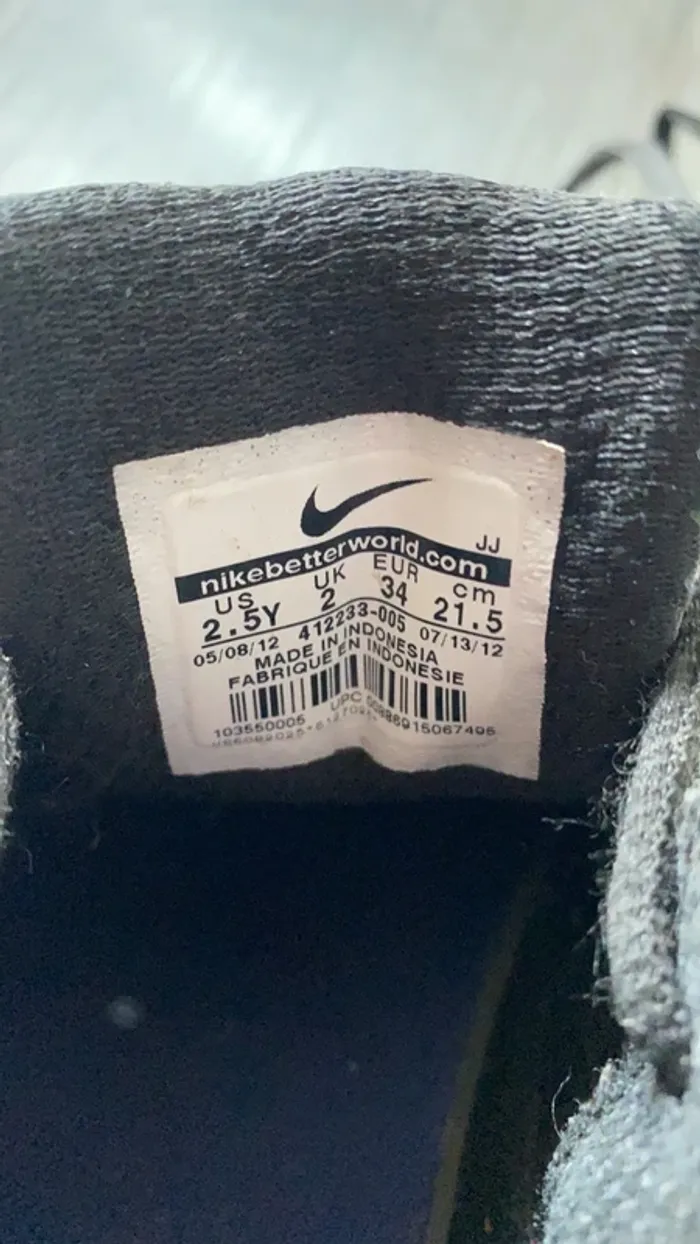 JJ
nikebetterworld.com
US UK EUR cm
2.5Y 2 34 21.5
05/08/12 412233-005 07/13/12
MADE IN INDONESIA
FABRIQUE EN INDONESIE
103550005 UPC 00886915067495